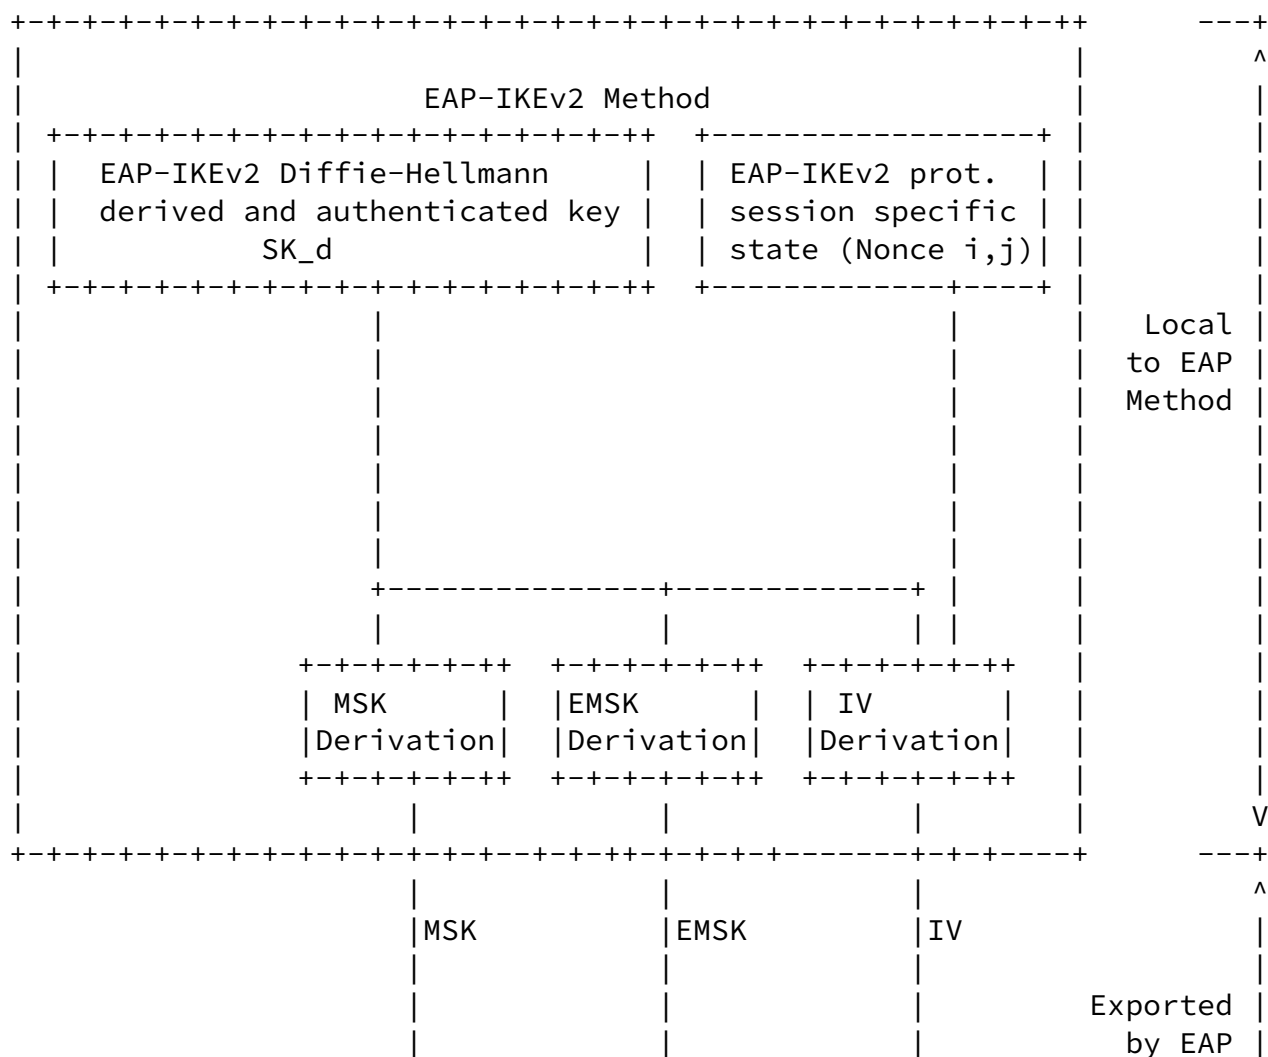 EAP-IKEv2 Method
EAP-IKEv2 Diffie-Hellmann EAP-IKEv2 prot.
derived and authenticated key session specific
SK_d state (Nonce i,j)
Local
to EAP
Method
MSK EMSK IV
Derivation Derivation Derivation
V
MSK EMSK IV
Exported
by EAP